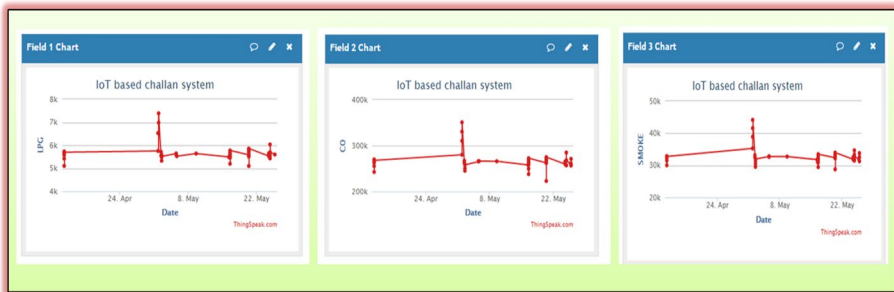 Field 1 Chart
IoT based challan system
8k
7k
6k
5k
4k
LPG
24. Apr
8. May
22. May
Date
ThingSpeak.com
Field 2 Chart
IoT based challan system
400k
300k
200k
CO
24. Apr
8. May
22. May
Date
ThingSpeak.com
Field 3 Chart
IoT based challan system
50k
40k
30k
20k
SMOKE
24. Apr
8. May
22. May
Date
ThingSpeak.com